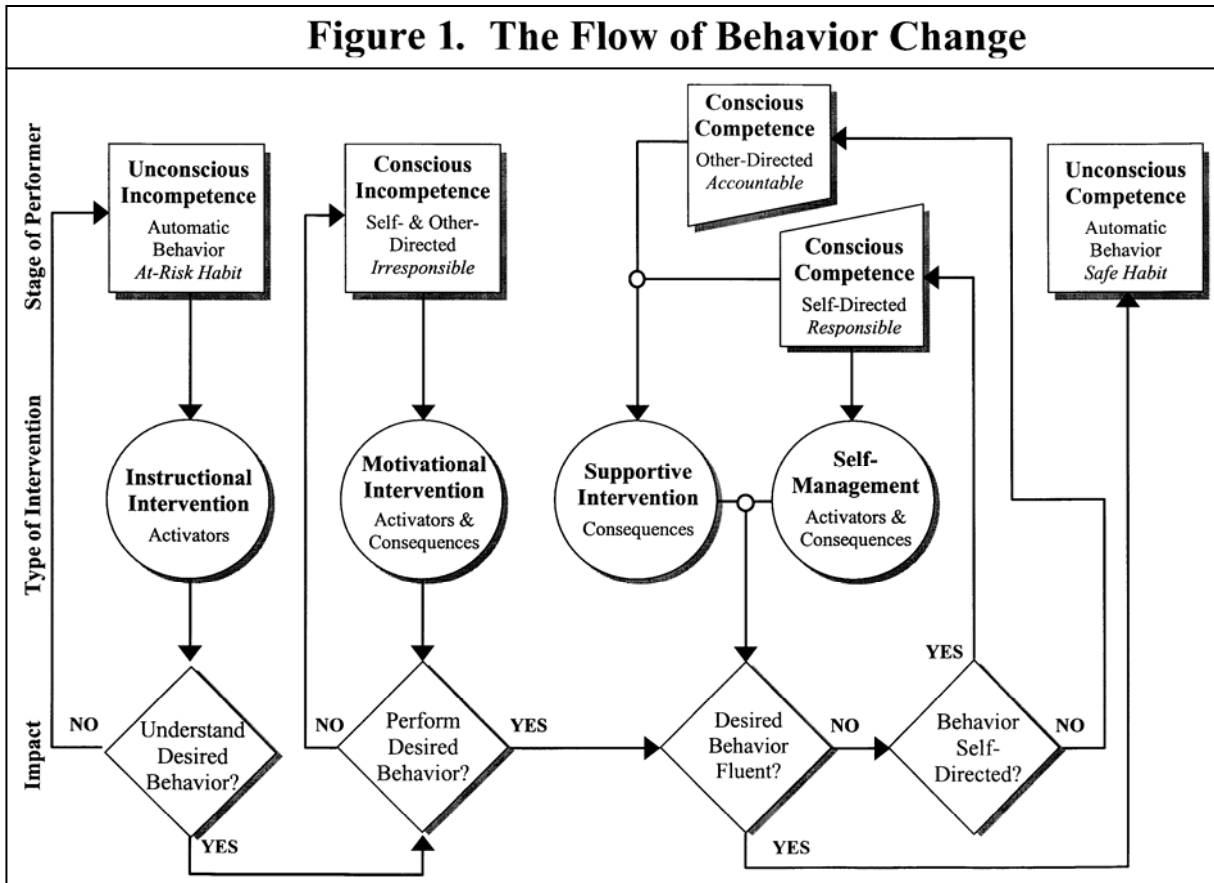 Figure 1. The Flow of Behavior Change
Stage of Performer
Unconscious
Incompetence
Automatic
Behavior
At-Risk Habit
Conscious
Incompetence
Self- & Other-
Directed
Irresponsible
Conscious
Competence
Other-Directed
Accountable
Conscious
Competence
Self-Directed
Responsible
Unconscious
Competence
Automatic
Behavior
Safe Habit
Type of Intervention
Instructional
Intervention
Activators
Motivational
Intervention
Activators &
Consequences
Supportive
Intervention
Consequences
Self-
Management
Activators &
Consequences
Impact
NO
Understand
Desired
Behavior?
YES
NO
Perform
Desired
Behavior?
YES
Desired
Behavior
Fluent?
NO
YES
YES
Behavior
Self-
Directed?
NO